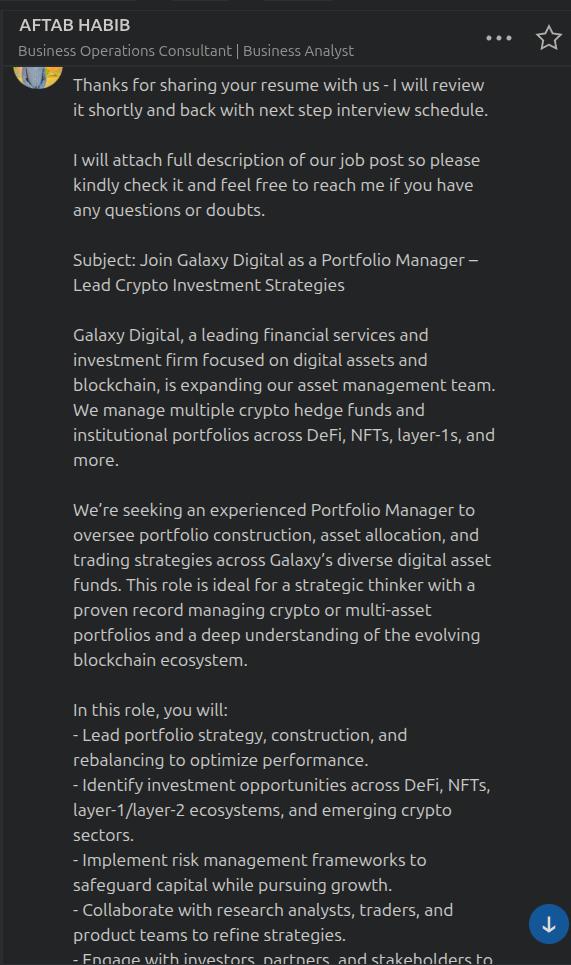 AFTAB HABIB
Business Operations Consultant | Business Analyst
Thanks for sharing your resume with us - I will review
it shortly and back with next step interview schedule.
I will attach full description of our job post so please
kindly check it and feel free to reach me if you have
any questions or doubts.
Subject: Join Galaxy Digital as a Portfolio Manager –
Lead Crypto Investment Strategies
Galaxy Digital, a leading financial services and
investment firm focused on digital assets and
blockchain, is expanding our asset management team.
We manage multiple crypto hedge funds and
institutional portfolios across DeFi, NFTs, layer-1s, and
more.
We’re seeking an experienced Portfolio Manager to
oversee portfolio construction, asset allocation, and
trading strategies across Galaxy’s diverse digital asset
funds. This role is ideal for a strategic thinker with a
proven record managing crypto or multi-asset
portfolios and a deep understanding of the evolving
blockchain ecosystem.
In this role, you will:
- Lead portfolio strategy, construction, and
rebalancing to optimize performance.
- Identify investment opportunities across DeFi, NFTs,
layer-1/layer-2 ecosystems, and emerging crypto
sectors.
- Implement risk management frameworks to
safeguard capital while pursuing growth.
- Collaborate with research analysts, traders, and
product teams to refine strategies.
- Engage with investors, partners, and stakeholders to